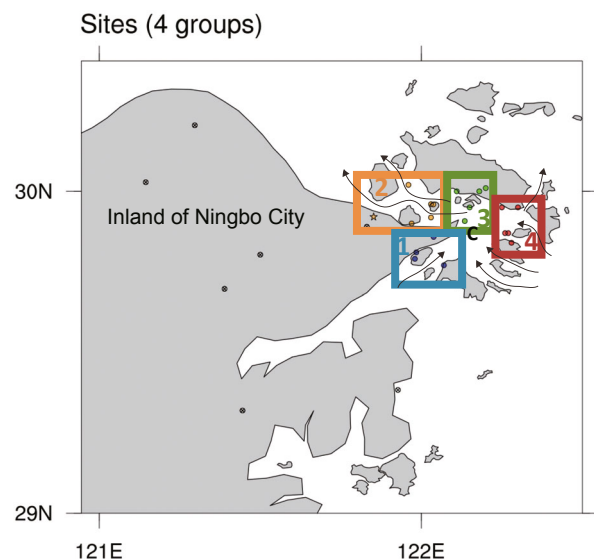 Sites (4 groups)
30N
2
3
Inland of Ningbo City
C
1
4
29N
121E
122E